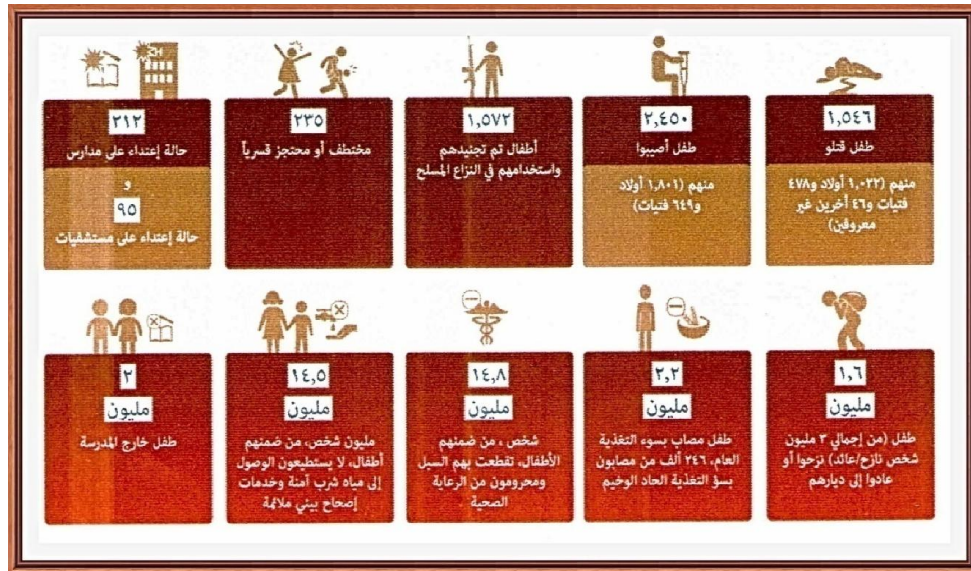 ١,٥٤٦
طفل قتلو
منهم (١,٠٢٢ أولاد و٤٧٨
فتيات و٤٦ أخرين غير
معروفين)
٢,٤٥٠
طفل أصيبوا
منهم (١,٨٠١ أولاد
و٦٤٩ فتيات)
١,٥٧٢
أطفال تم تجنيدهم
واستخدامهم في النزاع المسلح
٢٣٥
مختطف أو محتجز قسرياً
٢١٢
حالة إعتداء على مدارس
و
٩٥
حالة إعتداء على مستشفيات
١,٦
مليون
طفل (من إجمالي ٣ مليون
شخص نازح/عائد) نزحوا أو
عادوا إلى ديارهم
٢,٢
مليون
طفل مصاب بسوء التغذية
العام، ٢٤٦ ألف من مصابون
بسؤ التغذية الحاد الوخيم
١٤,٨
مليون
شخص ، من ضمنهم
الأطفال، تقطعت بهم السبل
ومحرومون من الرعاية
الصحية
١٤,٥
مليون
مليون شخص، من ضمنهم
أطفال، لا يستطيعون الوصول
إلى مياه شرب آمنة وخدمات
إصحاح بيئي ملائمة
٢
مليون
طفل خارج المدرسة